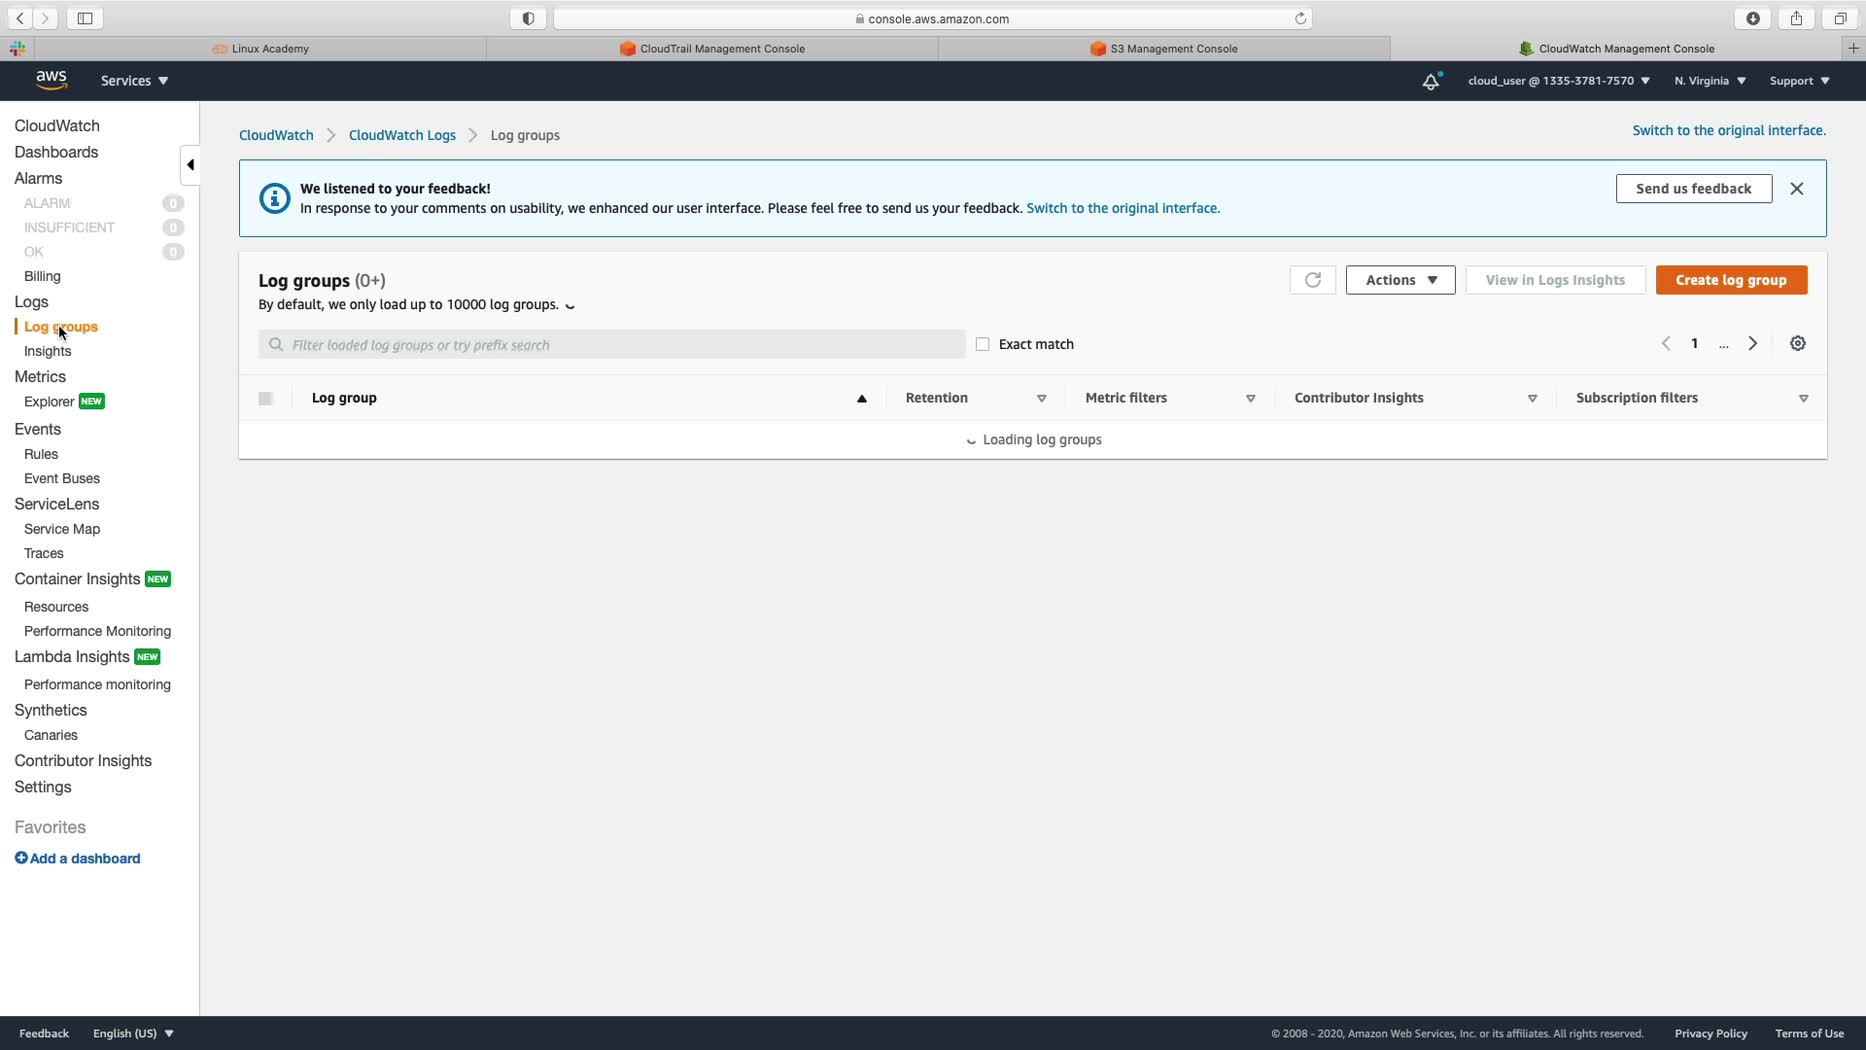 console.aws.amazon.com
Linux Academy
CloudTrail Management Console
S3 Management Console
CloudWatch Management Console
aws
Services
cloud_user @ 1335-3781-7570
N. Virginia
Support
CloudWatch
Dashboards
Alarms
ALARM 0
INSUFFICIENT 0
OK 0
Billing
Logs
Log groups
Insights
Metrics
Explorer NEW
Events
Rules
Event Buses
ServiceLens
Service Map
Traces
Container Insights NEW
Resources
Performance Monitoring
Lambda Insights NEW
Performance monitoring
Synthetics
Canaries
Contributor Insights
Settings
Favorites
Add a dashboard
CloudWatch CloudWatch Logs Log groups
Switch to the original interface.
We listened to your feedback!
In response to your comments on usability, we enhanced our user interface. Please feel free to send us your feedback. Switch to the original interface.
Send us feedback
Log groups (0+)
By default, we only load up to 10000 log groups.
Actions
View in Logs Insights
Create log group
Filter loaded log groups or try prefix search
Exact match
1 ...
Log group
Retention
Metric filters
Contributor Insights
Subscription filters
Loading log groups
Feedback
English (US)
© 2008 - 2020, Amazon Web Services, Inc. or its affiliates. All rights reserved.
Privacy Policy
Terms of Use